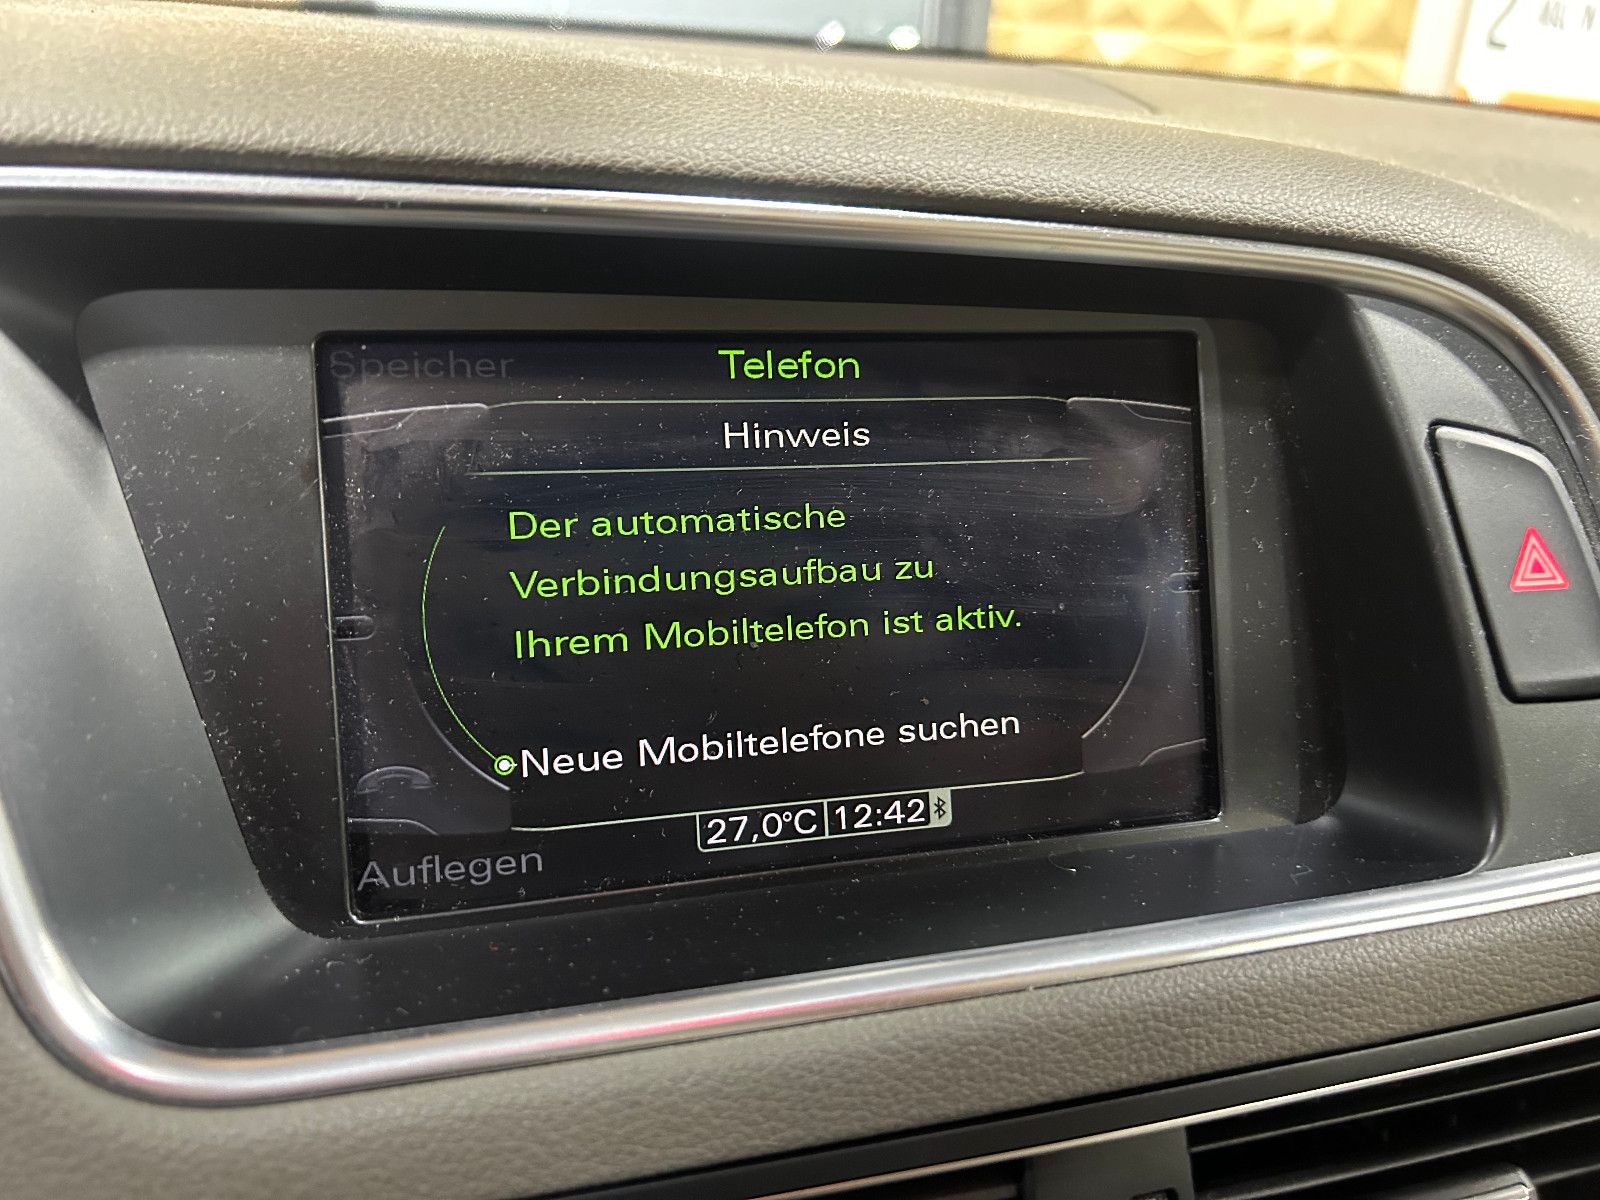 Speicher
Telefon
Hinweis
Der automatische
Verbindungsaufbau zu
Ihrem Mobiltelefon ist aktiv.
Neue Mobiltelefone suchen
27,0°C 12:42
Auflegen